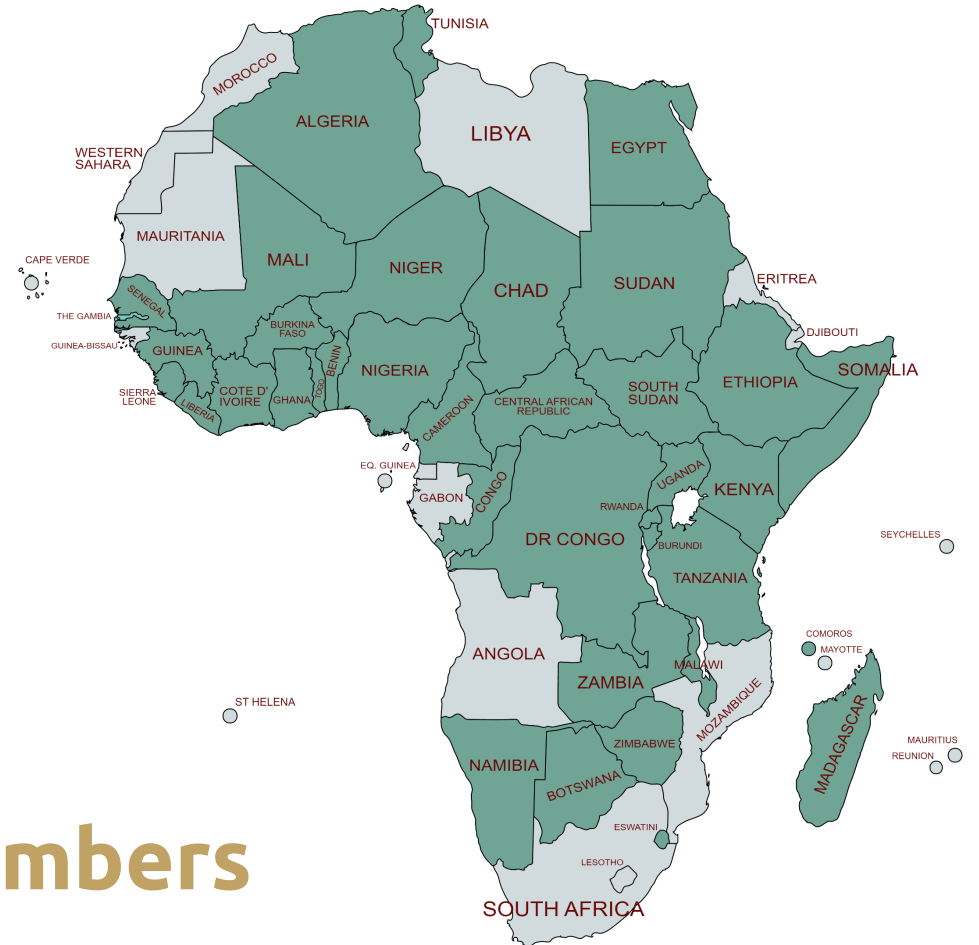 TUNISIA
MOROCCO
ALGERIA
LIBYA
EGYPT
WESTERN
SAHARA
MAURITANIA
MALI
NIGER
CHAD
SUDAN
ERITREA
CAPE VERDE
SENEGAL
THE GAMBIA
GUINEA-BISSAU
GUINEA
BURKINA
FASO
BENIN
TOGO
NIGERIA
DJIBOUTI
SOMALIA
ETHIOPIA
SOUTH
SUDAN
CENTRAL AFRICAN
REPUBLIC
SIERRA
LEONE
LIBERIA
COTE D'
IVOIRE
GHANA
CAMEROON
EQ. GUINEA
GABON
CONGO
UGANDA
KENYA
RWANDA
DR CONGO
BURUNDI
TANZANIA
SEYCHELLES
COMOROS
MAYOTTE
ANGOLA
MALAWI
ZAMBIA
MOZAMBIQUE
ST HELENA
MADAGASCAR
MAURITIUS
REUNION
NAMIBIA
ZIMBABWE
BOTSWANA
ESWATINI
LESOTHO
mbers
SOUTH AFRICA